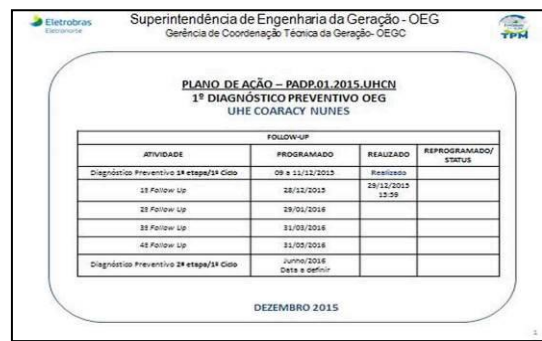 Eletrobras
Eletronorte
Superintendência de Engenharia da Geração - OEG
Gerência de Coordenação Técnica da Geração- OEGC
TPM
PLANO DE AÇÃO – PADP.01.2015.UHCN
1º DIAGNÓSTICO PREVENTIVO OEG
UHE COARACY NUNES
FOLLOW-UP
ATIVIDADE PROGRAMADO REALIZADO REPROGRAMADO/ STATUS
Diagnóstico Preventivo 1ª etapa/1º Ciclo 09 a 11/12/2015 Realizado
1º Follow Up 28/12/2015 29/12/2015 15:59
2º Follow Up 29/01/2016
3º Follow Up 31/03/2016
4º Follow Up 31/05/2016
Diagnóstico Preventivo 2ª etapa/1º Ciclo Junho/2016 Data a definir
DEZEMBRO 2015
1